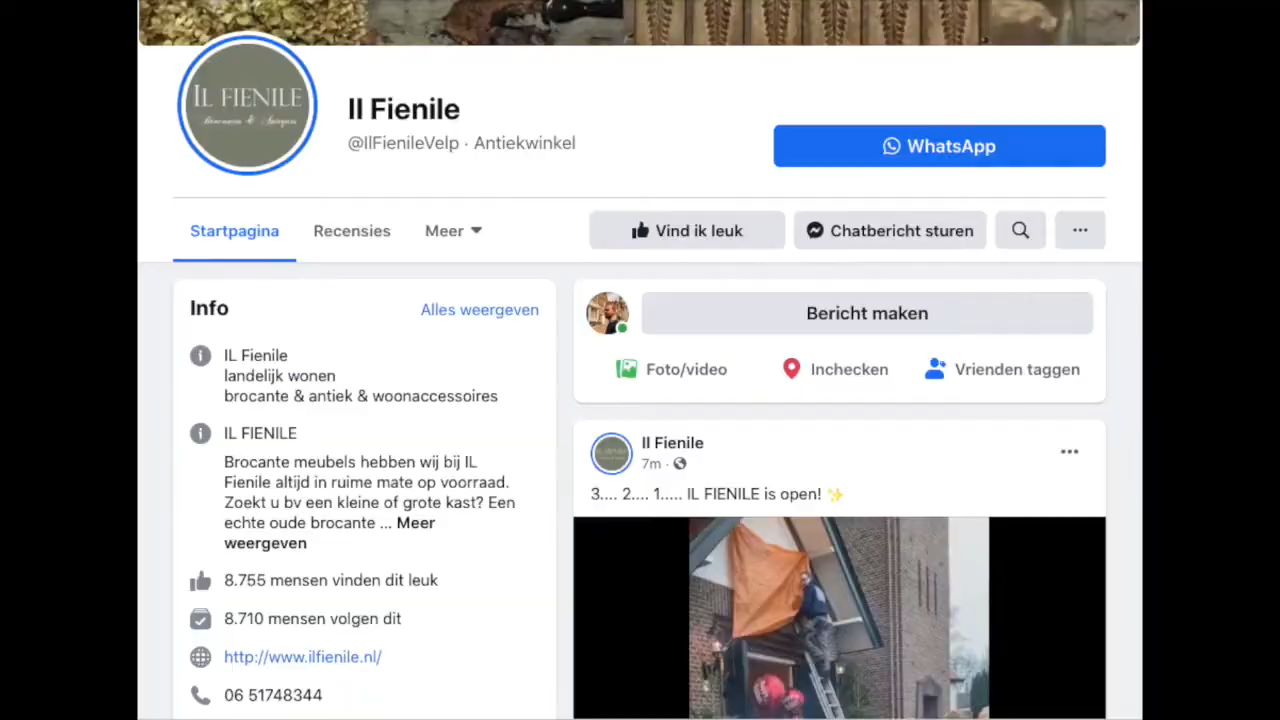 IL FIENILE
Il Fienile
@IlFienileVelp · Antiekwinkel
WhatsApp
Startpagina
Recensies
Meer
Vind ik leuk
Chatbericht sturen
Info
Alles weergeven
IL Fienile
landelijk wonen
brocante & antiek & woonaccessoires
IL FIENILE
Brocante meubels hebben wij bij IL
Fienile altijd in ruime mate op voorraad.
Zoekt u bv een kleine of grote kast? Een
echte oude brocante ... Meer
weergeven
8.755 mensen vinden dit leuk
8.710 mensen volgen dit
http://www.ilfienile.nl/
06 51748344
Bericht maken
Foto/video
Inchecken
Vrienden taggen
Il Fienile
7m ·
3.... 2.... 1..... IL FIENILE is open! ✨